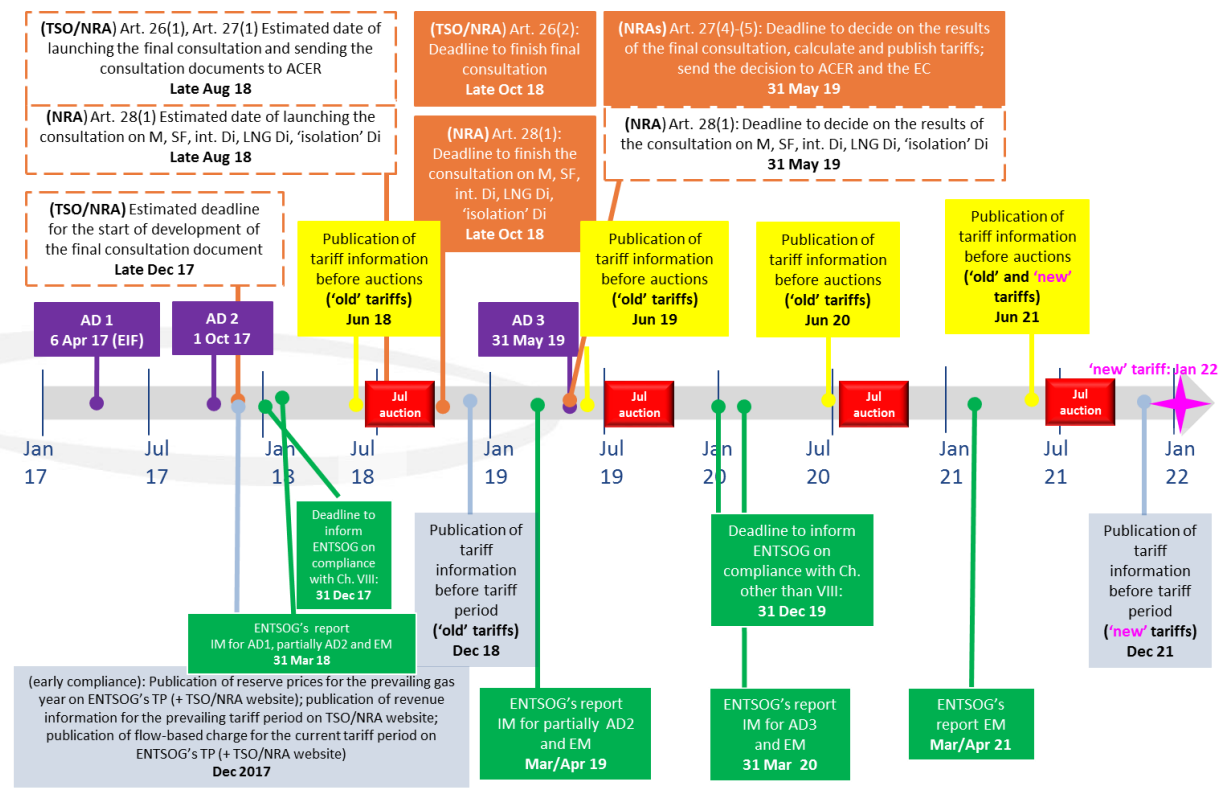 (TSO/NRA) Art. 26(1), Art. 27(1) Estimated date of
launching the final consultation and sending the
consultation documents to ACER
Late Aug 18
(NRA) Art. 28(1) Estimated date of launching the
consultation on M, SF, int. Di, LNG Di, ‘isolation’ Di
Late Aug 18
(TSO/NRA) Art. 26(2):
Deadline to finish final
consultation
Late Oct 18
(NRA) Art. 28(1):
Deadline to finish the
consultation on M, SF,
int. Di, LNG Di,
‘isolation’ Di
Late Oct 18
(NRAs) Art. 27(4)-(5): Deadline to decide on the results
of the final consultation, calculate and publish tariffs;
send the decision to ACER and the EC
31 May 19
(NRA) Art. 28(1): Deadline to decide on the results of
the consultation on M, SF, int. Di, LNG Di, ‘isolation’ Di
31 May 19
(TSO/NRA) Estimated deadline
for the start of development of
the final consultation document
Late Dec 17
Publication of
tariff information
before auctions
(‘old’ tariffs)
Jun 18
Publication of
tariff information
before auctions
(‘old’ tariffs)
Jun 19
Publication of
tariff information
before auctions
(‘old’ tariffs)
Jun 20
Publication of
tariff information
before auctions
(‘old’ and ‘new’
tariffs)
Jun 21
AD 1
6 Apr 17 (EIF)
AD 2
1 Oct 17
AD 3
31 May 19
‘new’ tariff: Jan 22
Jul
auction
Jul
auction
Jul
auction
Jul
auction
Jan
17
Jul
17
Jan
18
Jul
18
Jan
19
Jul
19
Jan
20
Jul
20
Jan
21
Jul
21
Jan
22
Deadline to
inform
ENTSOG on
compliance
with Ch. VIII:
31 Dec 17
Publication of
tariff
information
before tariff
period
(‘old’ tariffs)
Dec 18
Deadline to inform
ENTSOG on
compliance with Ch.
other than VIII:
31 Dec 19
Publication of
tariff
information
before tariff
period
(‘new’ tariffs)
Dec 21
ENTSOG’s report
IM for AD1, partially AD2 and EM
31 Mar 18
(early compliance): Publication of reserve prices for the prevailing gas
year on ENTSOG’s TP (+ TSO/NRA website); publication of revenue
information for the prevailing tariff period on TSO/NRA website;
publication of flow-based charge for the current tariff period on
ENTSOG’s TP (+ TSO/NRA website)
Dec 2017
ENTSOG’s report
IM for partially AD2
and EM
Mar/Apr 19
ENTSOG’s report
IM for AD3
and EM
31 Mar 20
ENTSOG’s
report EM
Mar/Apr 21